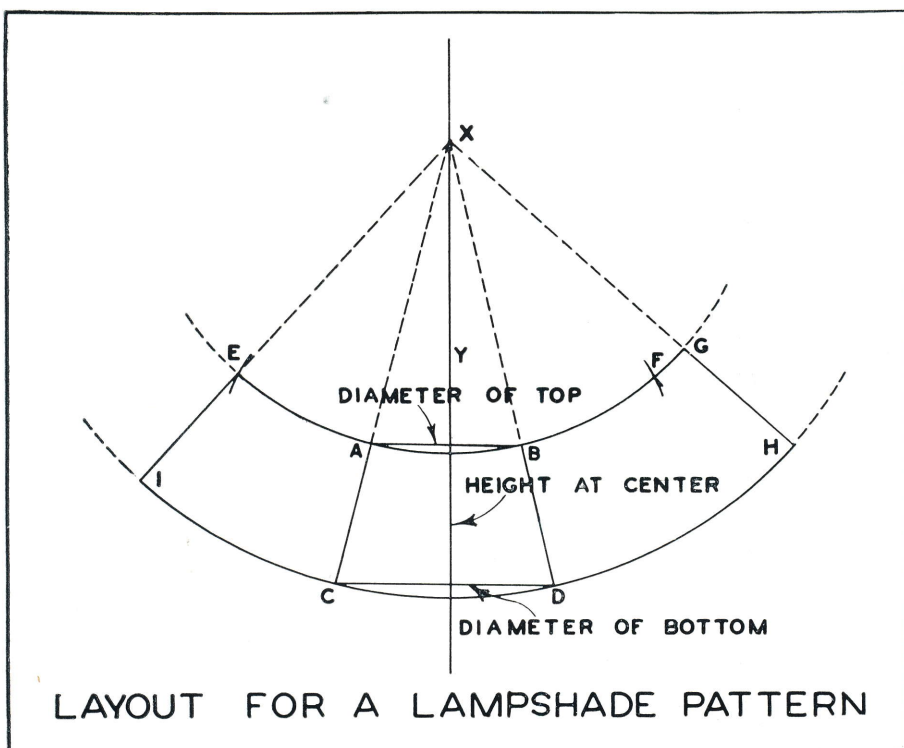 X
Y
E
F
G
DIAMETER OF TOP
A
B
H
I
HEIGHT AT CENTER
C
D
DIAMETER OF BOTTOM
LAYOUT FOR A LAMPSHADE PATTERN